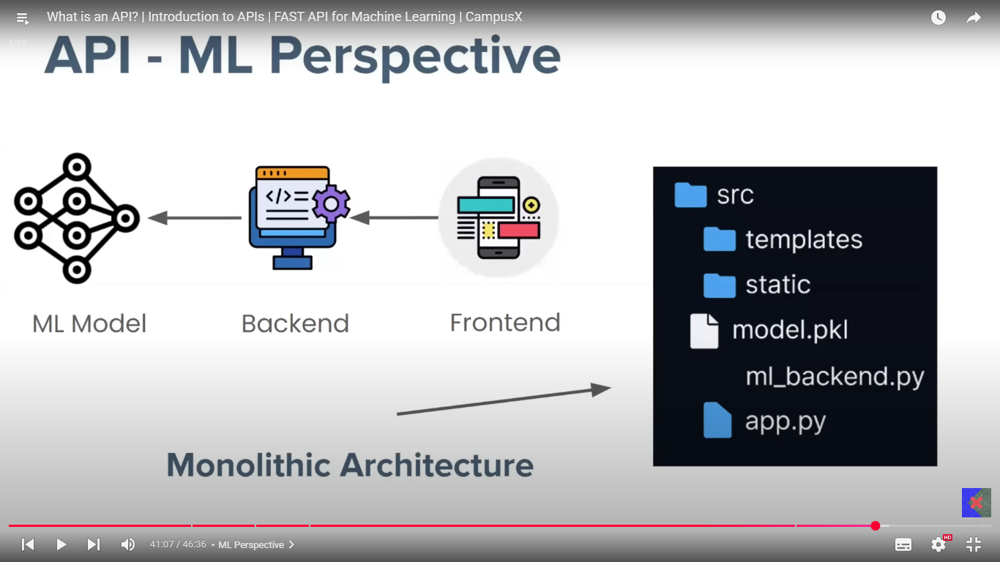 What is an API? | Introduction to APIs | FAST API for Machine Learning | CampusX
1/13
API - ML Perspective
ML Model
Backend
Frontend
src
templates
static
model.pkl
ml_backend.py
app.py
Monolithic Architecture
41:07 / 46:36 • ML Perspective
HD